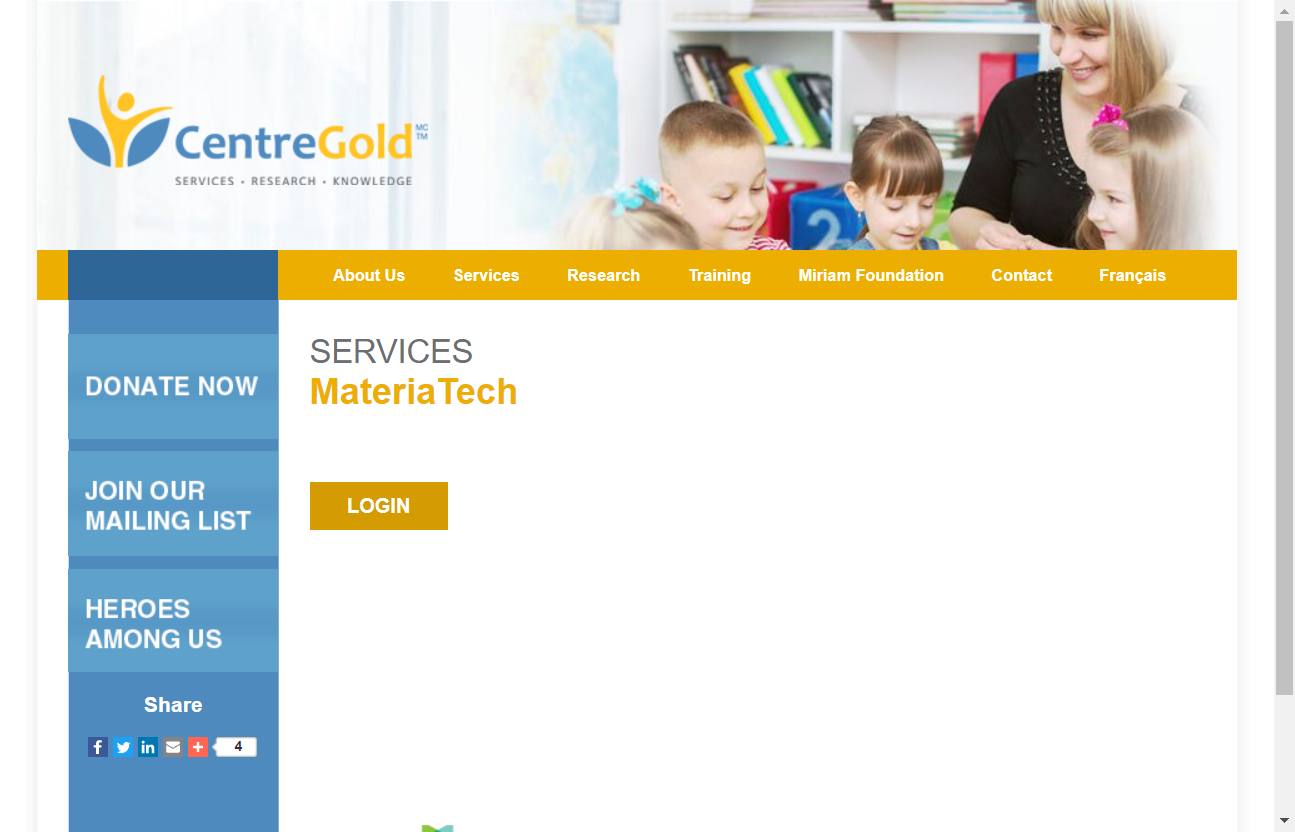 CentreGold MC
TM
SERVICES • RESEARCH • KNOWLEDGE
2
About Us Services Research Training Miriam Foundation Contact Français
SERVICES
MateriaTech
DONATE NOW
LOGIN
JOIN OUR
MAILING LIST
HEROES
AMONG US
Share
4